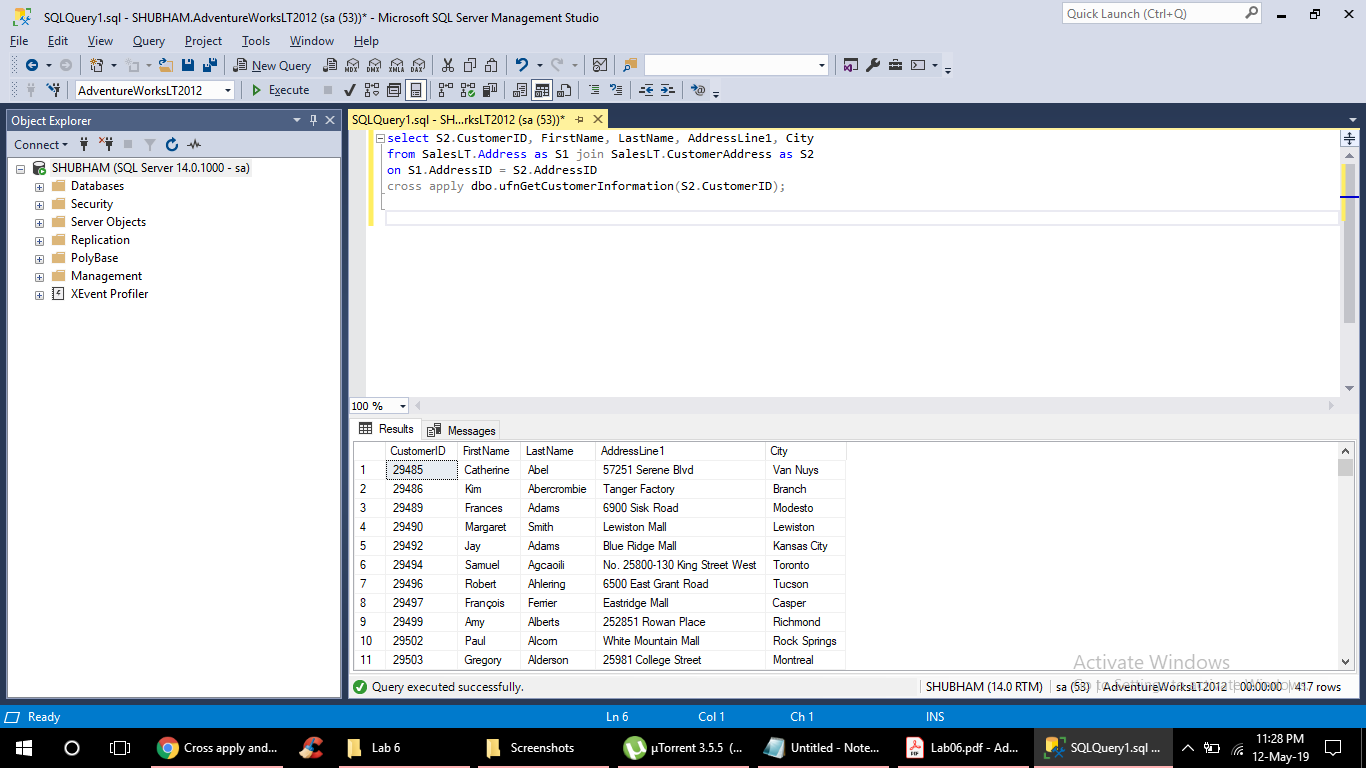 SQLQuery1.sql - SHUBHAM.AdventureWorksLT2012 (sa (53))* - Microsoft SQL Server Management Studio
Quick Launch (Ctrl+Q)
File Edit View Query Project Tools Window Help
New Query MDX DMX XMLA DAX
AdventureWorksLT2012 Execute
Object Explorer
Connect
SHUBHAM (SQL Server 14.0.1000 - sa)
Databases
Security
Server Objects
Replication
PolyBase
Management
XEvent Profiler
SQLQuery1.sql - SH...rksLT2012 (sa (53))*
select S2.CustomerID, FirstName, LastName, AddressLine1, City
from SalesLT.Address as S1 join SalesLT.CustomerAddress as S2
on S1.AddressID = S2.AddressID
cross apply dbo.ufnGetCustomerInformation(S2.CustomerID);
100 %
Results Messages
CustomerID FirstName LastName AddressLine1 City
1 29485 Catherine Abel 57251 Serene Blvd Van Nuys
2 29486 Kim Abercrombie Tanger Factory Branch
3 29489 Frances Adams 6900 Sisk Road Modesto
4 29490 Margaret Smith Lewiston Mall Lewiston
5 29492 Jay Adams Blue Ridge Mall Kansas City
6 29494 Samuel Agcaoili No. 25800-130 King Street West Toronto
7 29496 Robert Ahlering 6500 East Grant Road Tucson
8 29497 François Ferrier Eastridge Mall Casper
9 29499 Amy Alberts 252851 Rowan Place Richmond
10 29502 Paul Alcorn White Mountain Mall Rock Springs
11 29503 Gregory Alderson 25981 College Street Montreal
Activate Windows
Go to Settings to activate Windows.
Query executed successfully. SHUBHAM (14.0 RTM) sa (53) AdventureWorksLT2012 00:00:00 417 rows
Ready Ln 6 Col 1 Ch 1 INS
Cross apply and... Lab 6 Screenshots µTorrent 3.5.5 (... Untitled - Note... Lab06.pdf - Ad... SQLQuery1.sql ...
11:28 PM
12-May-19